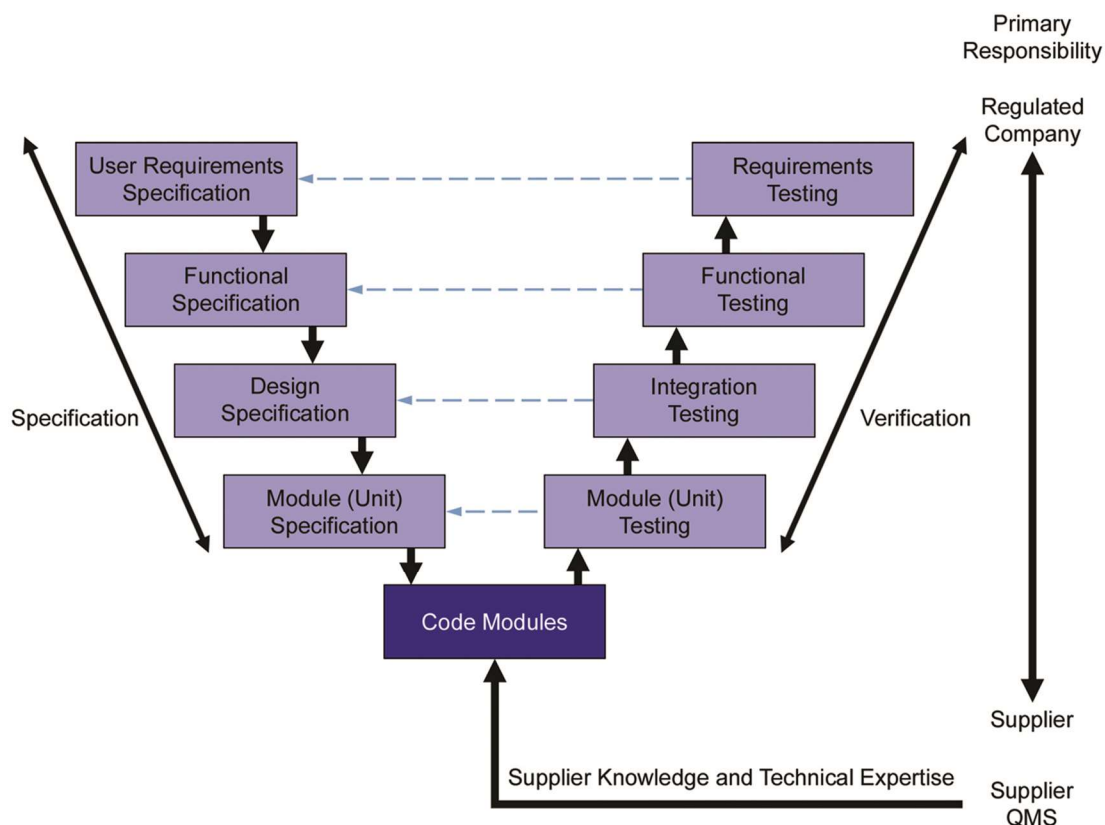 Primary
Responsibility
Regulated
Company
User Requirements
Specification
Requirements
Testing
Functional
Specification
Functional
Testing
Design
Specification
Integration
Testing
Specification
Verification
Module (Unit)
Specification
Module (Unit)
Testing
Code Modules
Supplier
Supplier Knowledge and Technical Expertise
Supplier
QMS